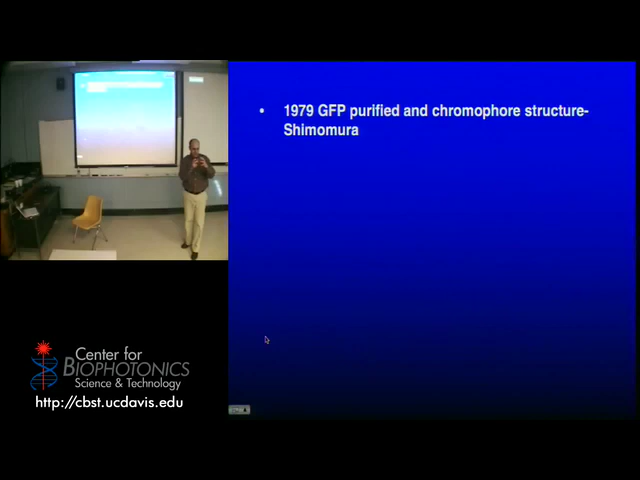 • 1979 GFP purified and chromophore structure-
Shimomura
Center for
BIOPHOTONICS
Science & Technology
http://cbst.ucdavis.edu